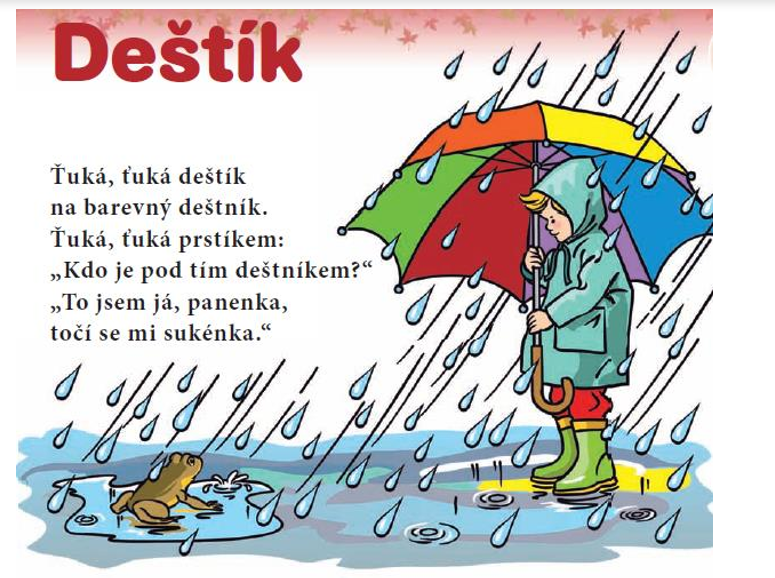 Deštík
Ťuká, ťuká deštík
na barevný deštník.
Ťuká, ťuká prstíkem:
„Kdo je pod tím deštníkem?“
„To jsem já, panenka,
točí se mi sukénka.“